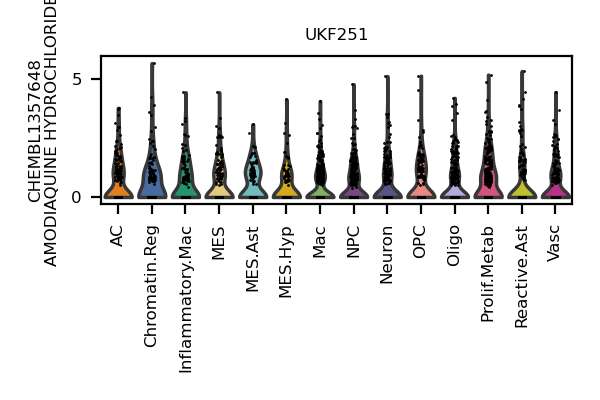 UKF251
CHEMBL1357648
AMODIAQUINE HYDROCHLORIDE
5
0
AC
Chromatin.Reg
Inflammatory.Mac
MES
MES.Ast
MES.Hyp
Mac
NPC
Neuron
OPC
Oligo
Prolif.Metab
Reactive.Ast
Vasc